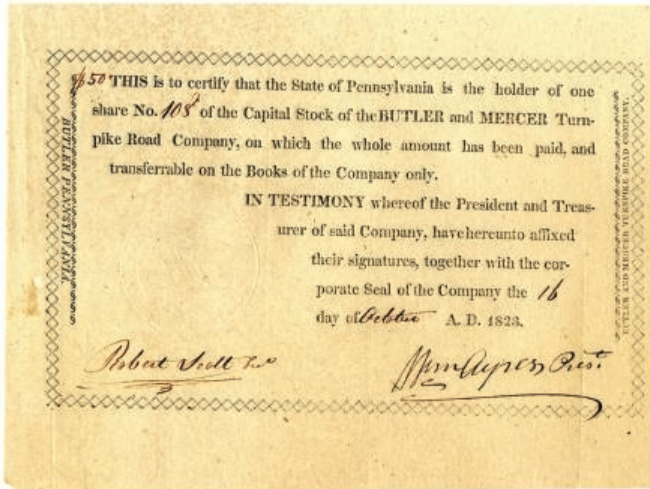 $50 THIS is to certify that the State of Pennsylvania is the holder of one
share No. 108 of the Capital Stock of the BUTLER and MERCER Turn-
pike Road Company, on which the whole amount has been paid, and
transferrable on the Books of the Company only.
IN TESTIMONY whereof the President and Treas-
urer of said Company, have hereunto affixed
their signatures, together with the cor-
porate Seal of the Company the 16
day of October A. D. 1823.
Robert Scott
Wm Ayres Prest.
BUTLER PENNSYLVANIA.
BUTLER AND MERCER TURNPIKE ROAD COMPANY.